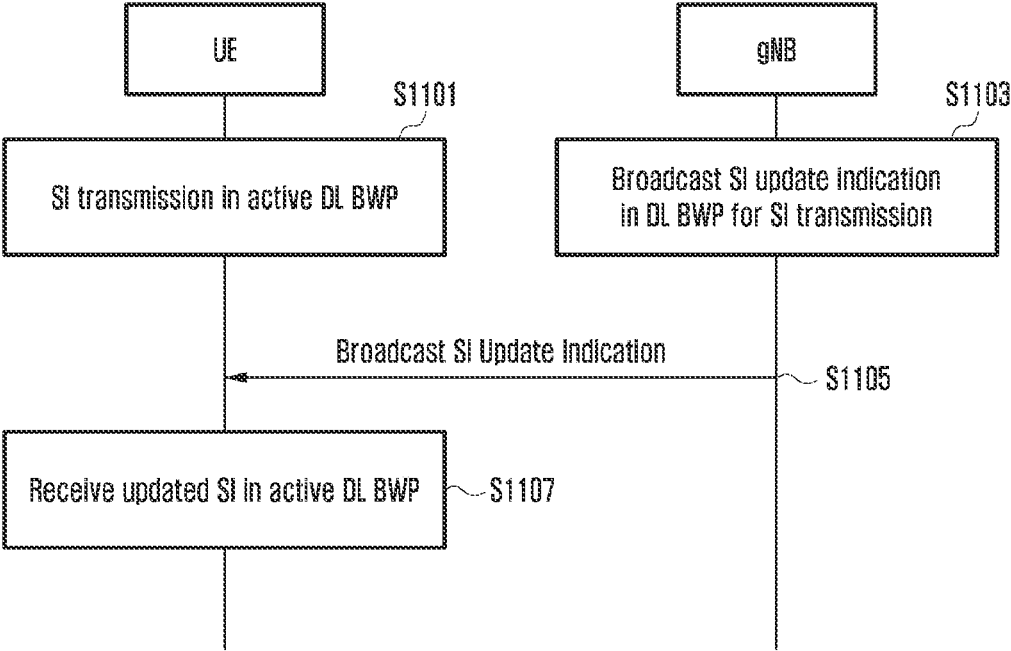 UE
gNB
S1101
S1103
SI transmission in active DL BWP
Broadcast SI update indication
in DL BWP for SI transmission
Broadcast SI Update Indication
S1105
Receive updated SI in active DL BWP
S1107